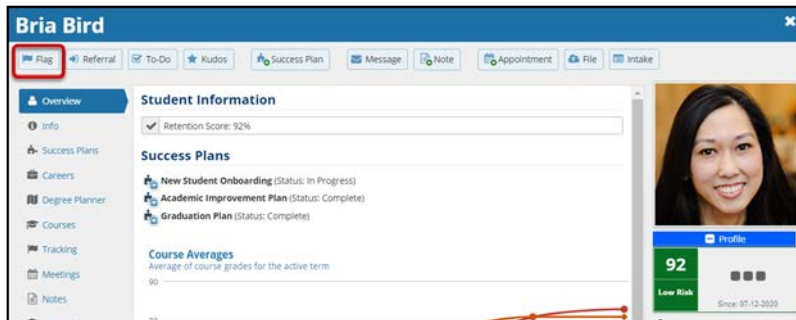 Bria Bird
Flag Referral To-Do Kudos Success Plan Message Note Appointment File Intake
Overview
Info
Success Plans
Careers
Degree Planner
Courses
Tracking
Meetings
Notes
Student Information
Retention Score: 92%
Success Plans
New Student Onboarding (Status: In Progress)
Academic Improvement Plan (Status: Complete)
Graduation Plan (Status: Complete)
Course Averages
Average of course grades for the active term
90
Profile
92
Low Risk
Since: 07-12-2020